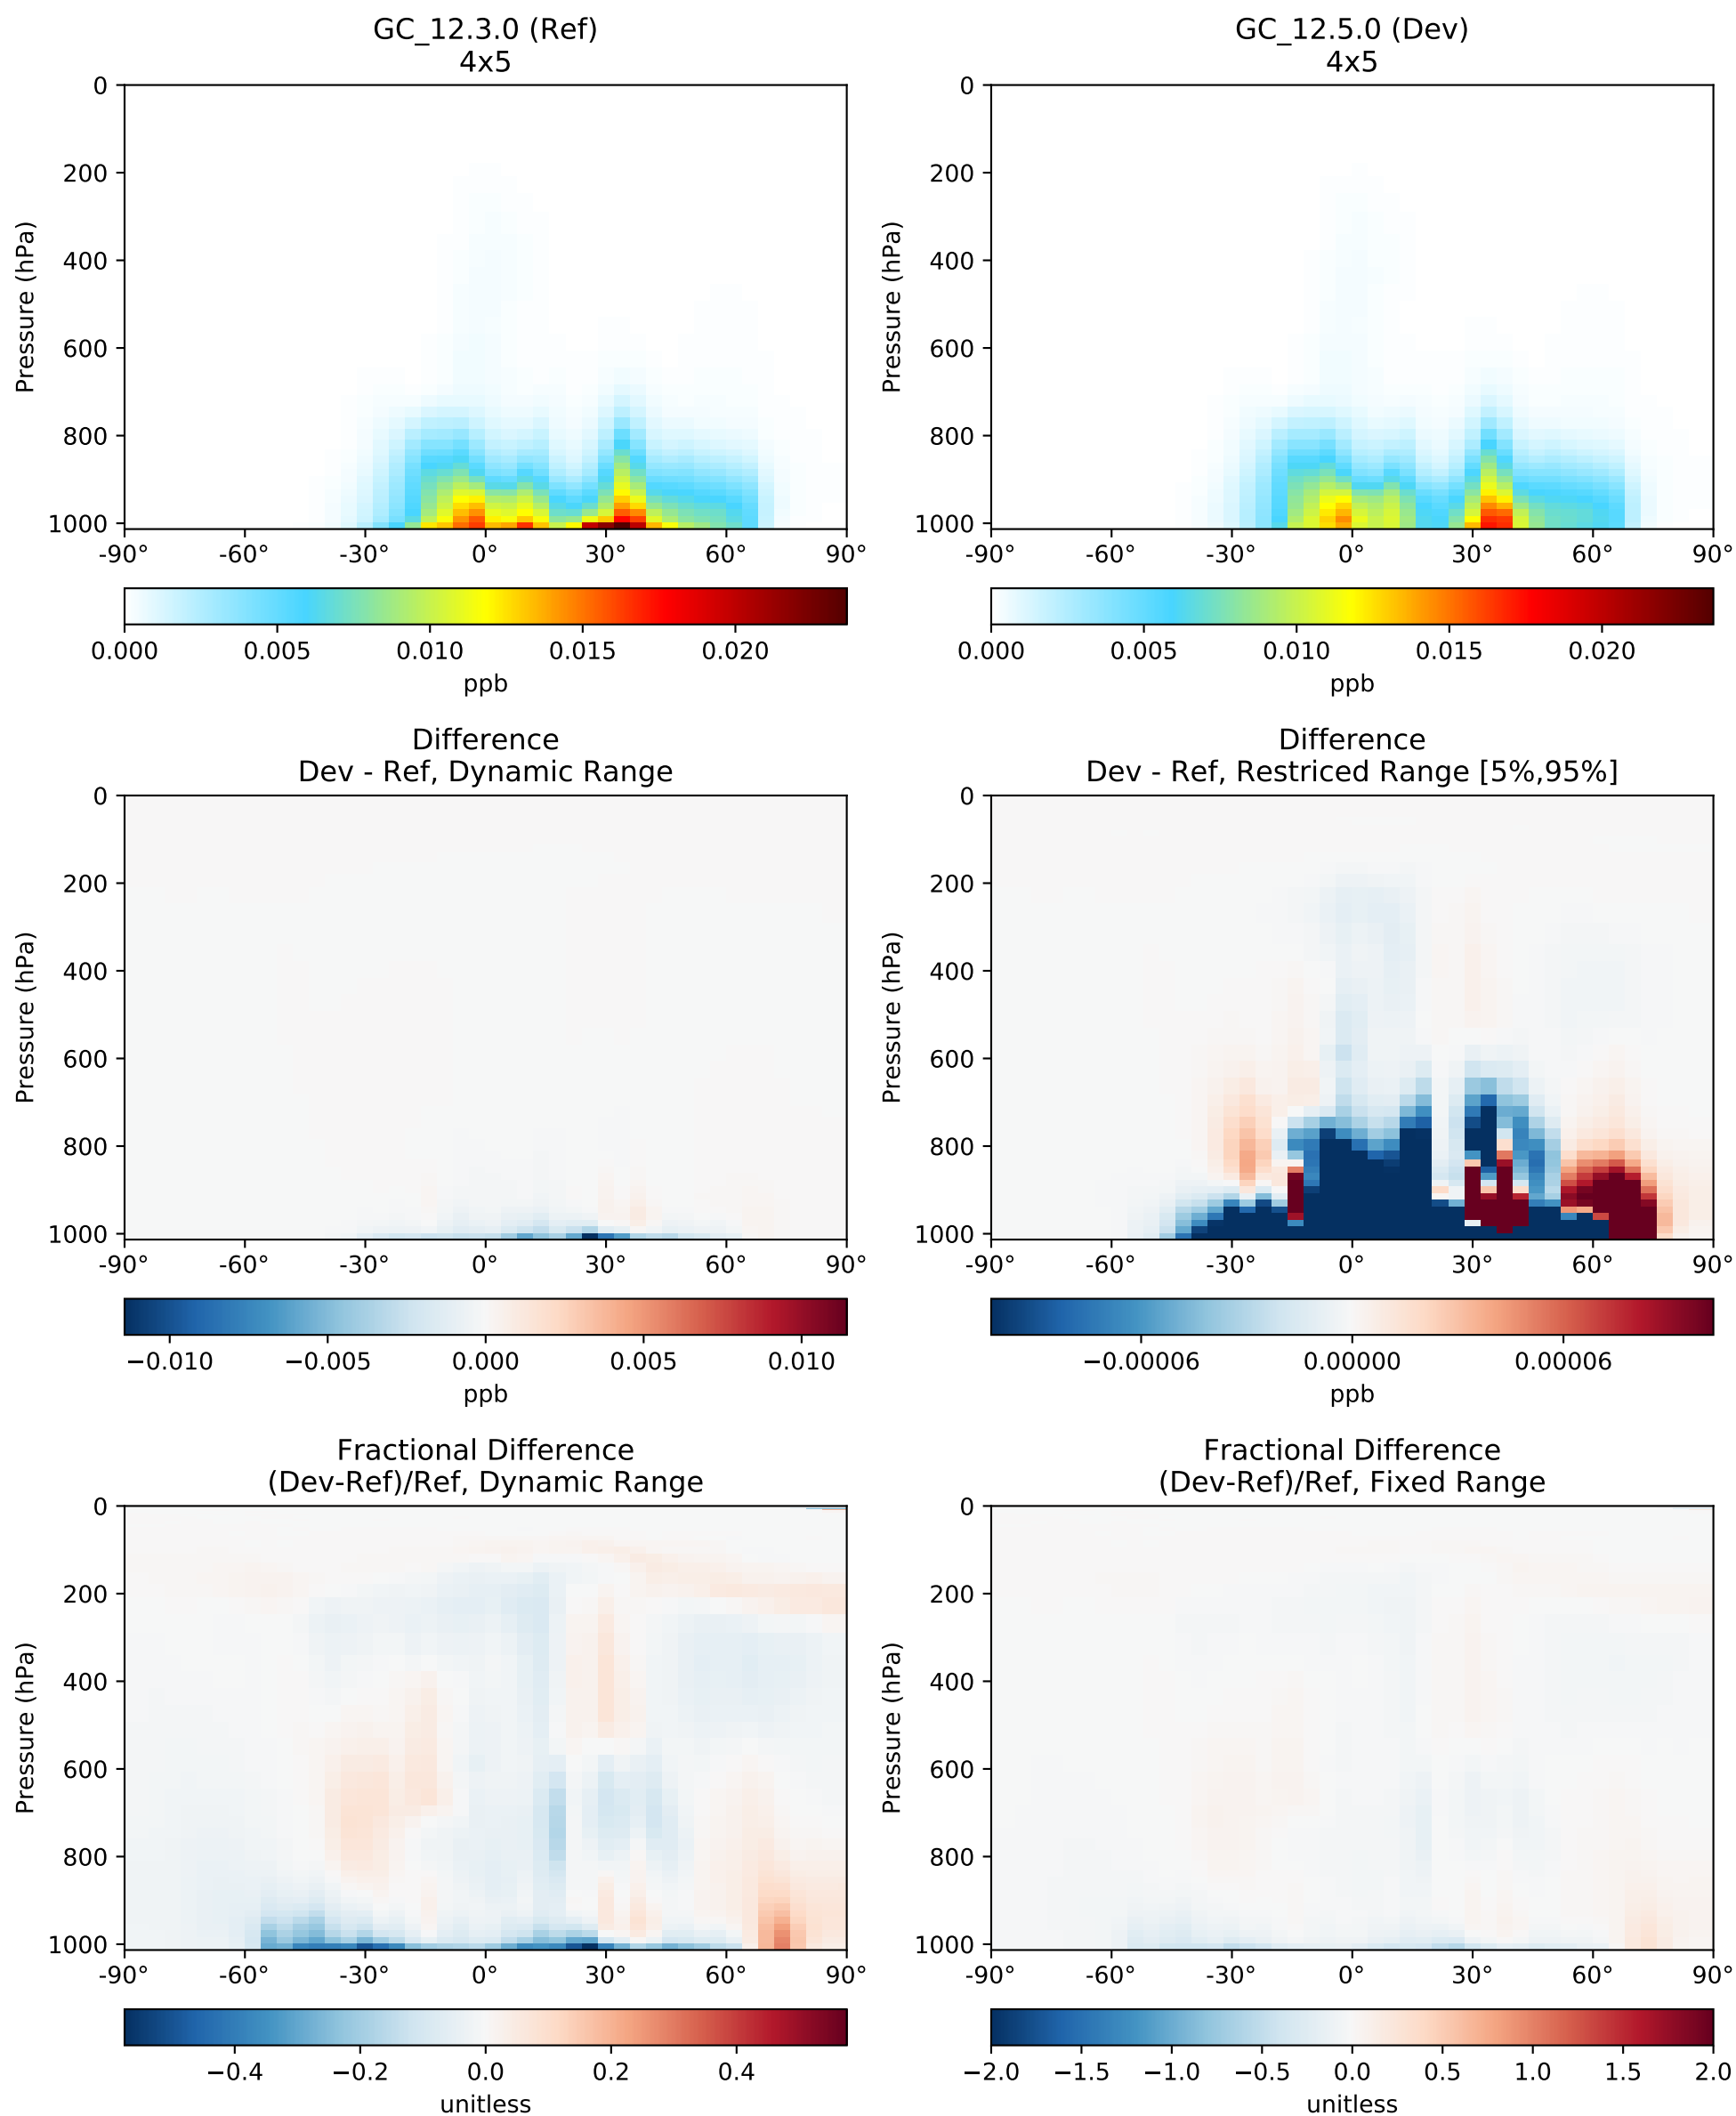 GC_12.3.0 (Ref)
4x5
GC_12.5.0 (Dev)
4x5
Pressure (hPa)
0
200
400
600
800
1000
-90° -60° -30° 0° 30° 60° 90°
0.000 0.005 0.010 0.015 0.020
ppb
Pressure (hPa)
0
200
400
600
800
1000
-90° -60° -30° 0° 30° 60° 90°
0.000 0.005 0.010 0.015 0.020
ppb
Difference
Dev - Ref, Dynamic Range
Difference
Dev - Ref, Restriced Range [5%,95%]
Pressure (hPa)
0
200
400
600
800
1000
-90° -60° -30° 0° 30° 60° 90°
−0.010 −0.005 0.000 0.005 0.010
ppb
Pressure (hPa)
0
200
400
600
800
1000
-90° -60° -30° 0° 30° 60° 90°
−0.00006 0.00000 0.00006
ppb
Fractional Difference
(Dev-Ref)/Ref, Dynamic Range
Fractional Difference
(Dev-Ref)/Ref, Fixed Range
Pressure (hPa)
0
200
400
600
800
1000
-90° -60° -30° 0° 30° 60° 90°
−0.4 −0.2 0.0 0.2 0.4
unitless
Pressure (hPa)
0
200
400
600
800
1000
-90° -60° -30° 0° 30° 60° 90°
−2.0 −1.5 −1.0 −0.5 0.0 0.5 1.0 1.5 2.0
unitless